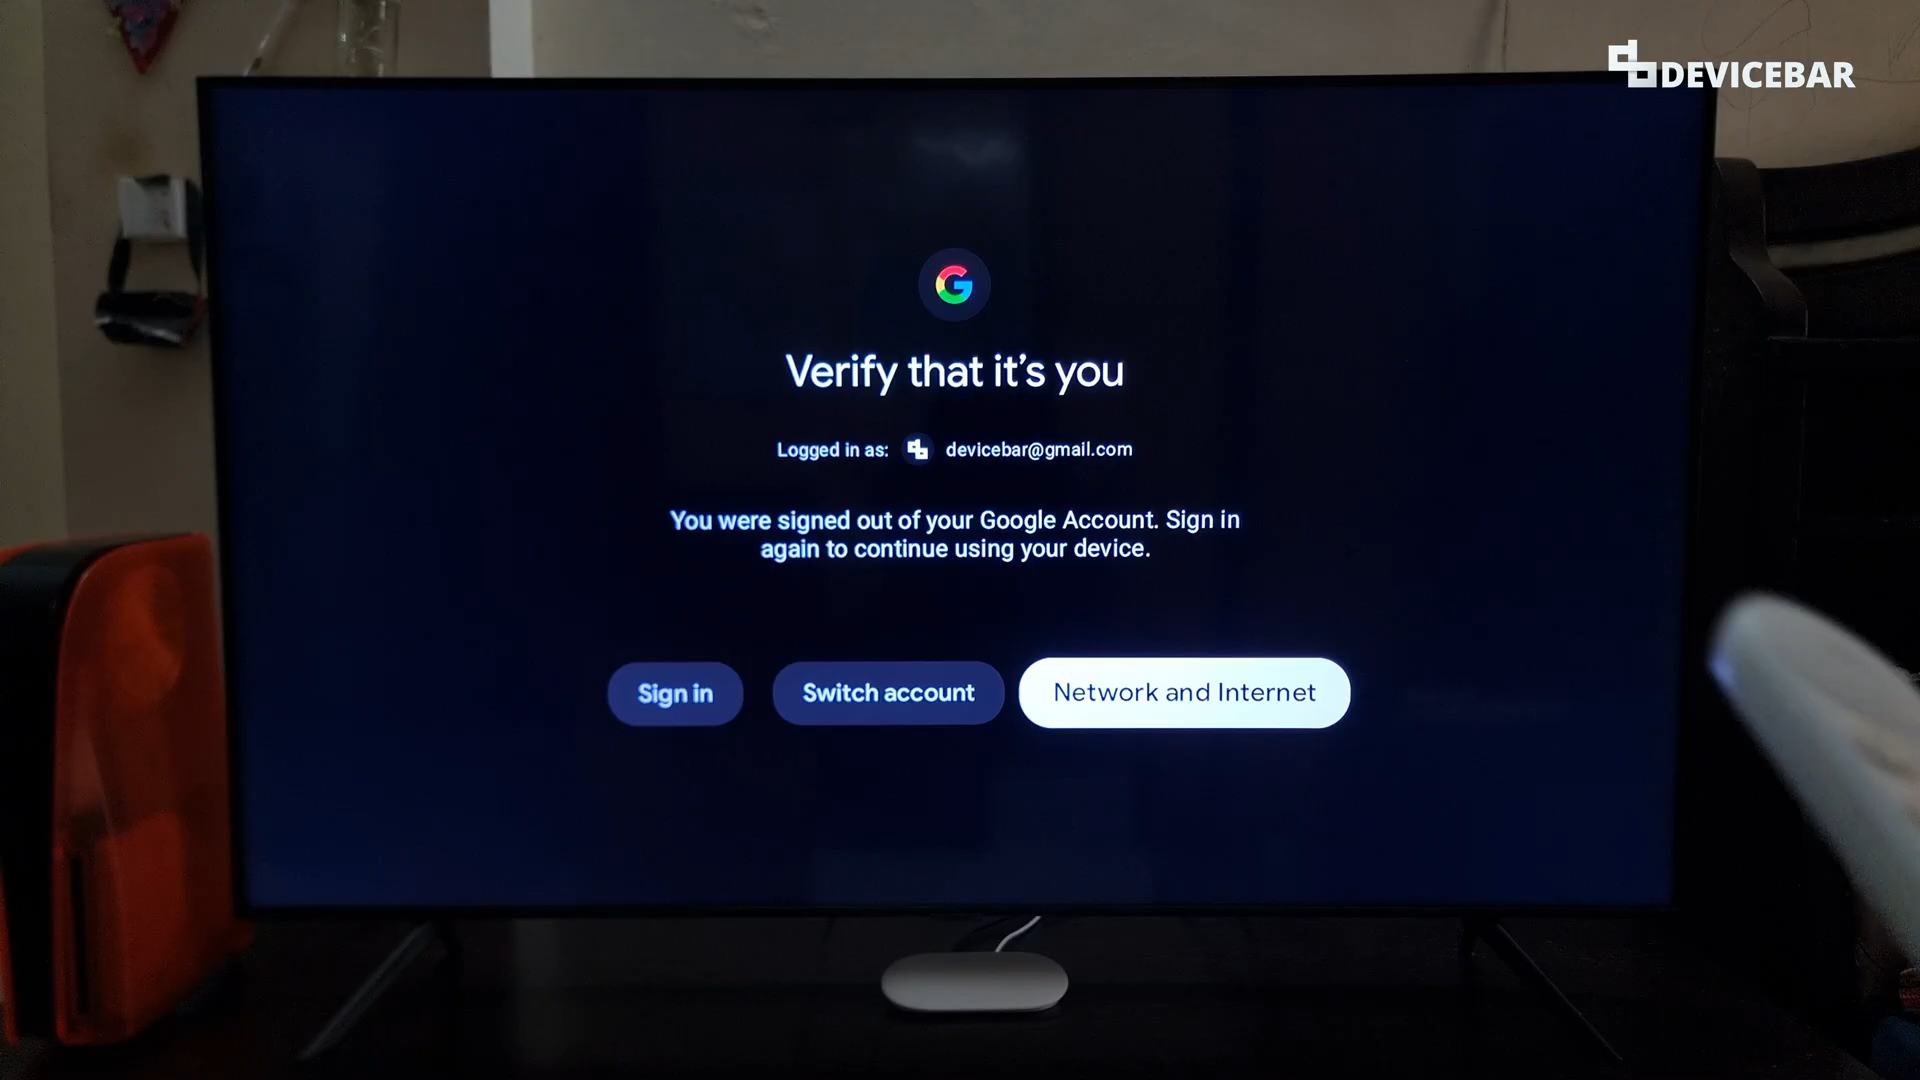 DEVICEBAR
Verify that it's you
Logged in as: devicebar@gmail.com
You were signed out of your Google Account. Sign in
again to continue using your device.
Sign in
Switch account
Network and Internet